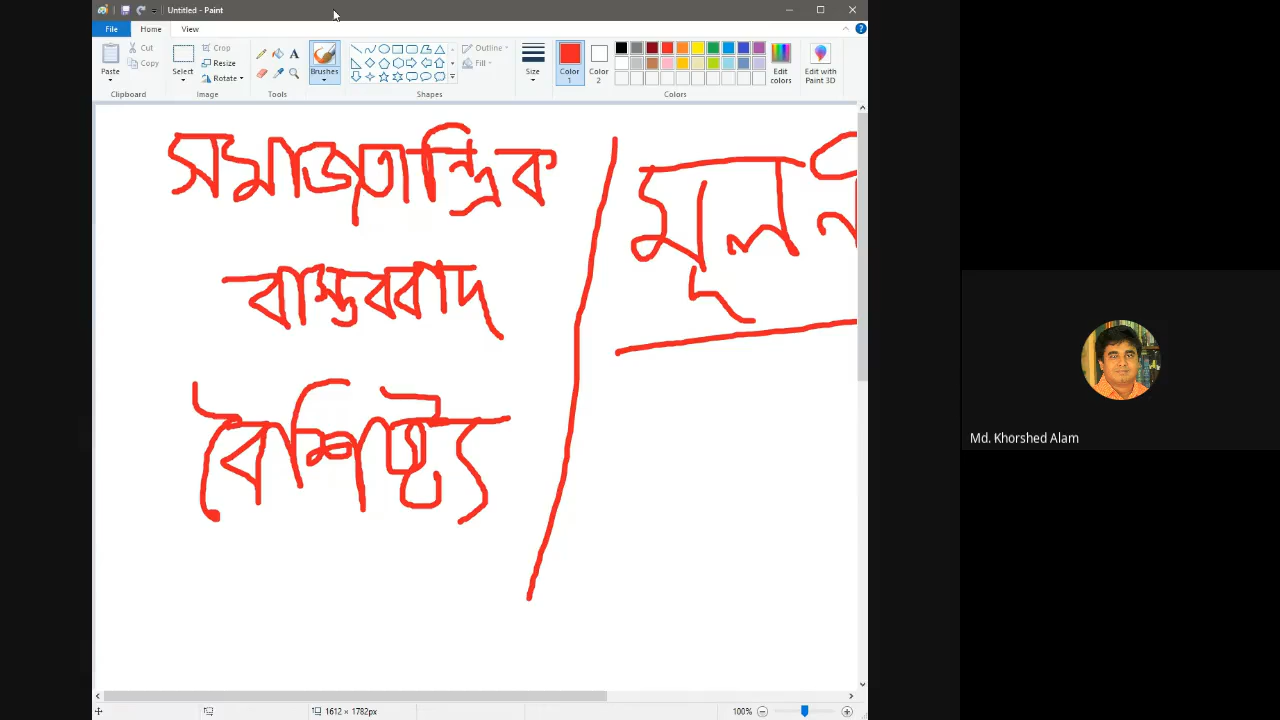 Untitled - Paint
File Home View
Paste Cut Copy Clipboard
Select Crop Resize Rotate Image
Tools
Brushes
Outline Fill Shapes
Size
Color 1 Color 2 Edit colors Colors
Edit with Paint 3D
সমাজতান্ত্রিক
বাস্তববাদ
বৈশিষ্ট্য
মূল
Md. Khorshed Alam
1612 × 1782px
100%